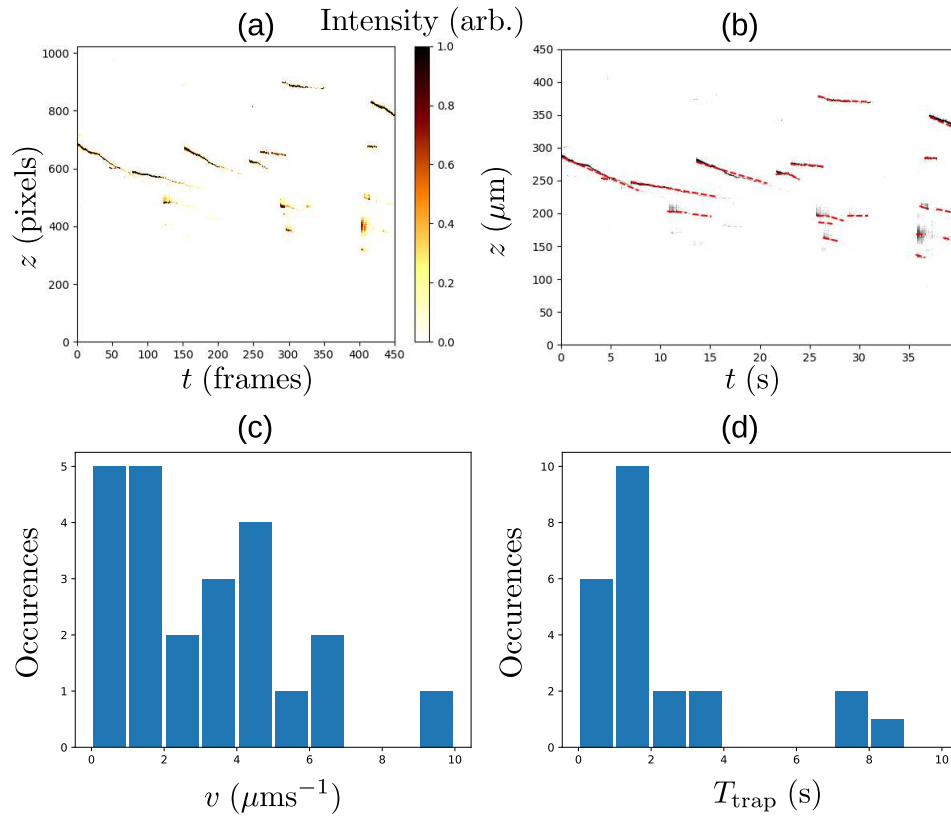 (a)
Intensity (arb.)
(b)
z (pixels)
1000
800
600
400
200
0
0 50 100 150 200 250 300 350 400 450
t (frames)
1.0
0.8
0.6
0.4
0.2
0.0
z (μm)
450
400
350
300
250
200
150
100
50
0
0 5 10 15 20 25 30 35
t (s)
(c)
Occurences
5
4
3
2
1
0
0 2 4 6 8 10
v (μms⁻¹)
(d)
Occurences
10
8
6
4
2
0
0 2 4 6 8 10
T_trap (s)